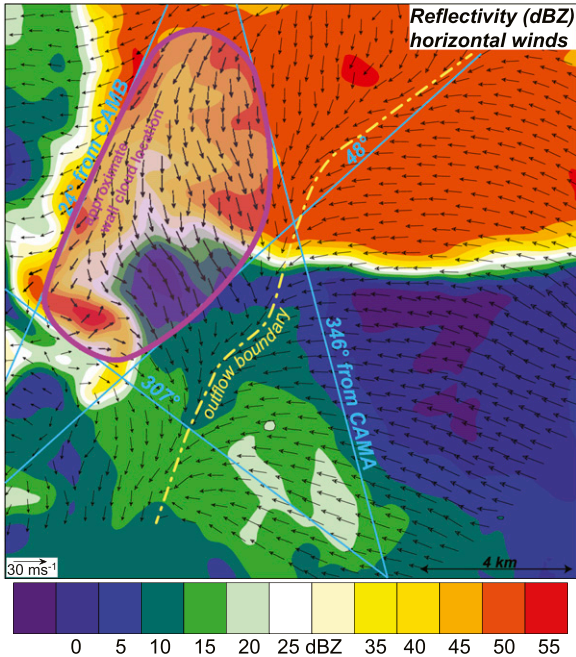 Reflectivity (dBZ)
horizontal winds
24° from CAMB
approximate
wall cloud location
48°
346° from CAMA
outflow boundary
307°
30 ms⁻¹
4 km
0 5 10 15 20 25 dBZ 35 40 45 50 55